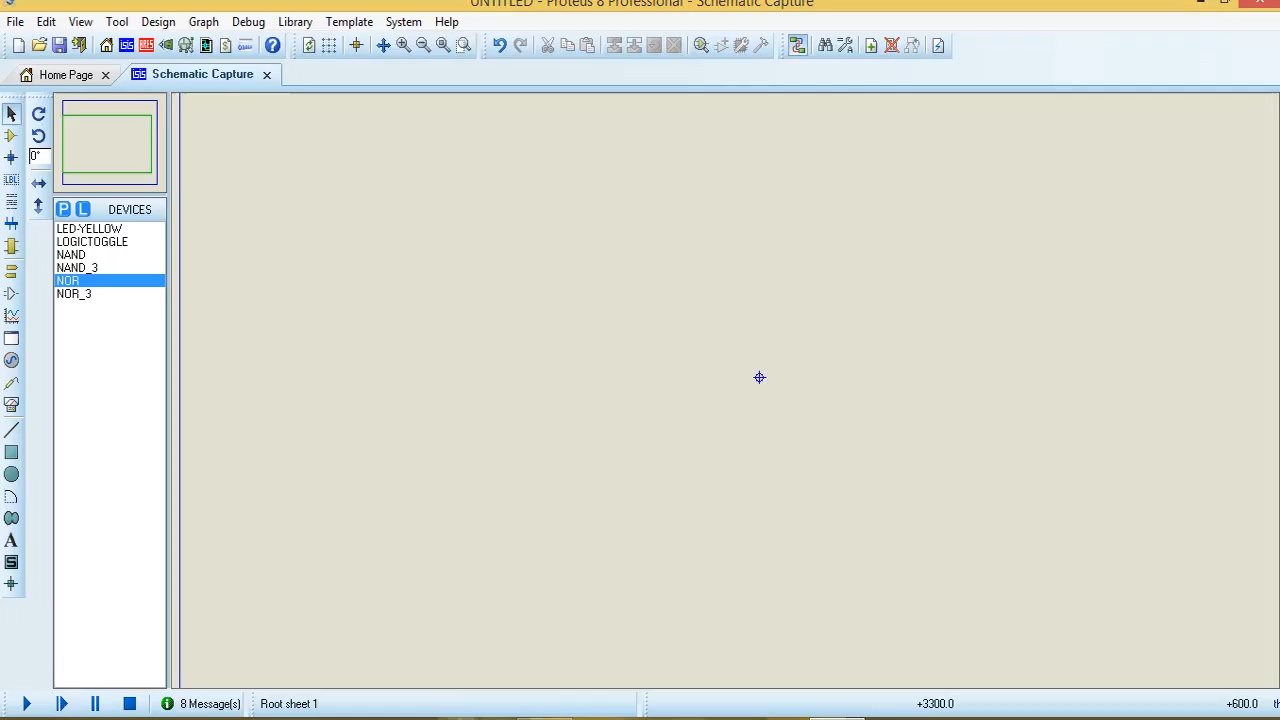 UNTITLED - Proteus 8 Professional - Schematic Capture
File Edit View Tool Design Graph Debug Library Template System Help
Home Page Schematic Capture
0°
P L DEVICES
LED-YELLOW
LOGICTOGGLE
NAND
NAND_3
NOR
NOR_3
LBL
A
S
8 Message(s) Root sheet 1 +3300.0 +600.0